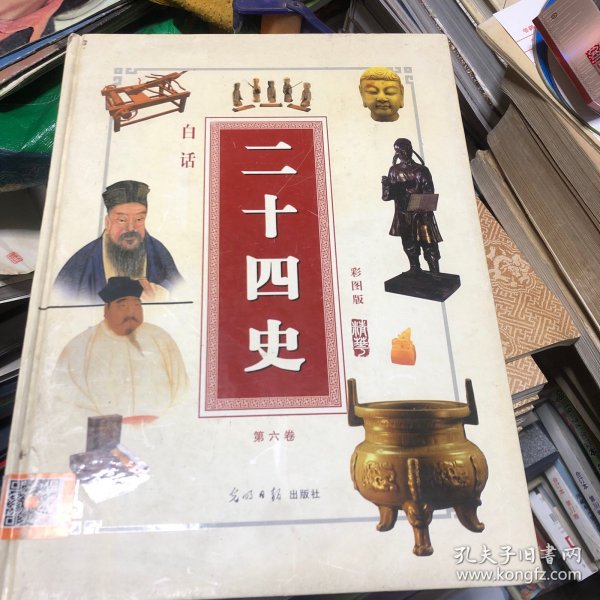 白话
二十四史
彩图版
精华
第六卷
光明日报 出版社
孔夫子旧书网
www.kongfz.com